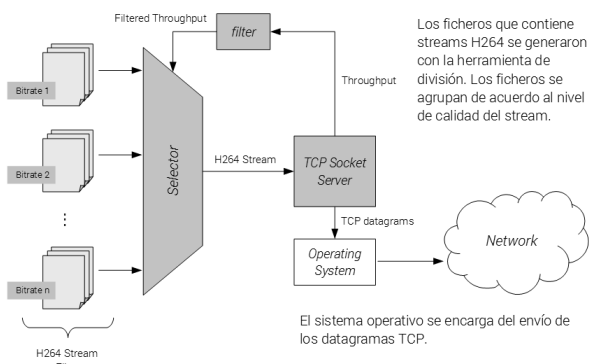 Filtered Throughput
filter
Throughput
Los ficheros que contiene
streams H264 se generaron
con la herramienta de
división. Los ficheros se
agrupan de acuerdo al nivel
de calidad del stream.
Bitrate 1
Bitrate 2
⋮
Bitrate n
Selector
H264 Stream
TCP Socket
Server
TCP datagrams
Operating
System
Network
El sistema operativo se encarga del envío de
los datagramas TCP.
H264 Stream